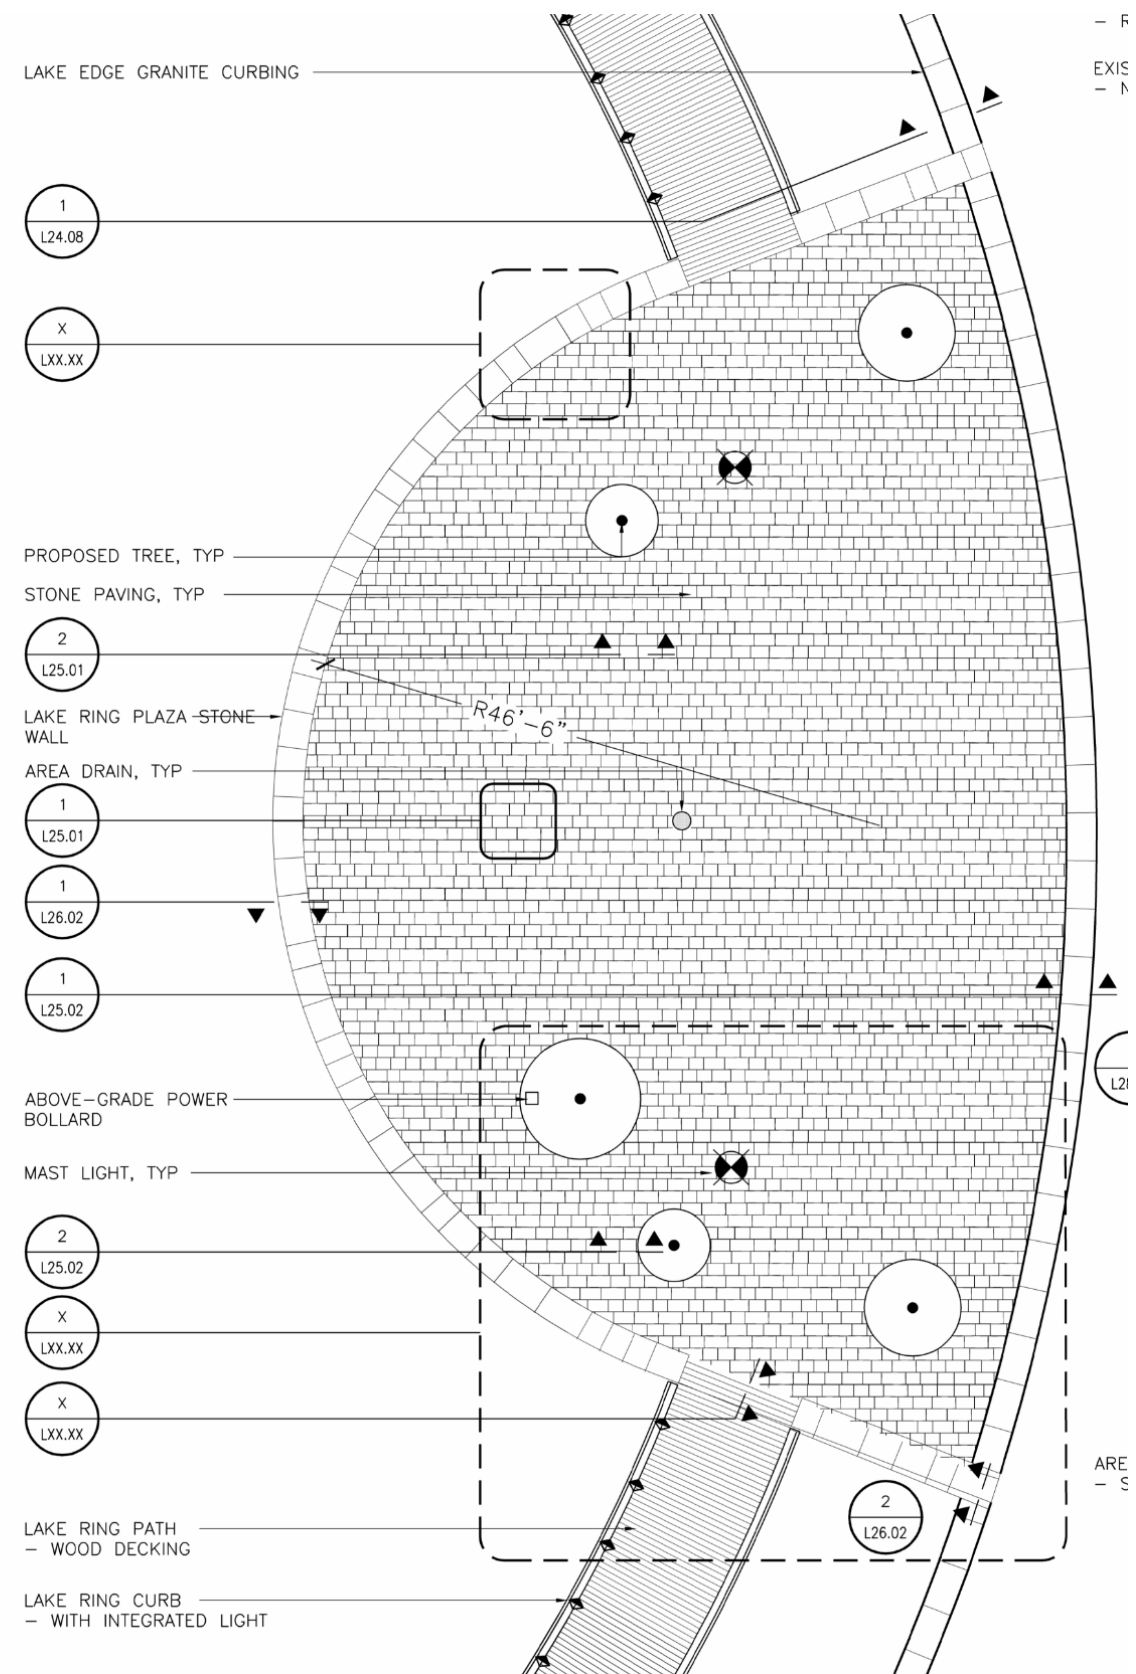 – R
LAKE EDGE GRANITE CURBING
EXIS
– N
1
L24.08
X
LXX.XX
PROPOSED TREE, TYP
STONE PAVING, TYP
2
L25.01
R46'-6"
LAKE RING PLAZA STONE
WALL
AREA DRAIN, TYP
1
L25.01
1
L26.02
1
L25.02
L28
ABOVE-GRADE POWER
BOLLARD
MAST LIGHT, TYP
2
L25.02
X
LXX.XX
X
LXX.XX
ARE
– S
2
L26.02
LAKE RING PATH
– WOOD DECKING
LAKE RING CURB
– WITH INTEGRATED LIGHT